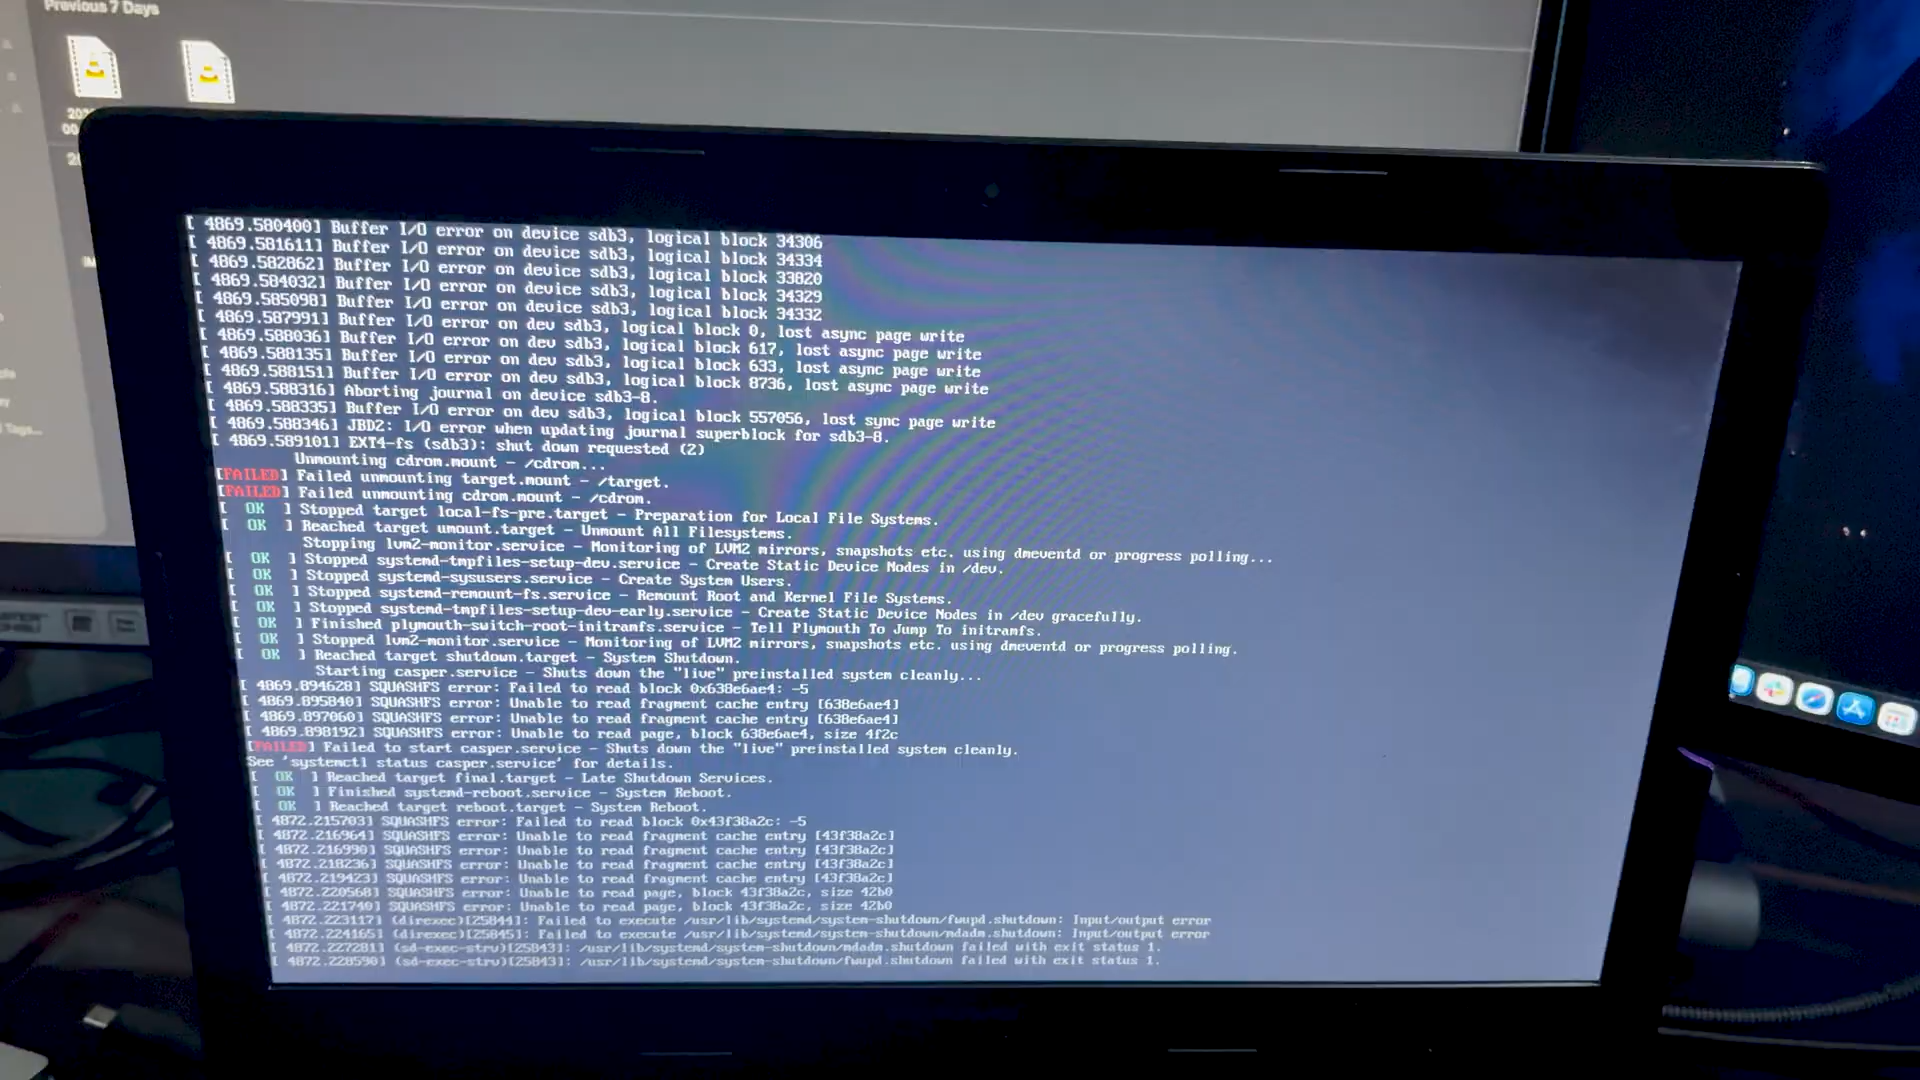 Previous 7 Days
[ 4869.580400] Buffer I/O error on device sdb3, logical block 34306
[ 4869.581611] Buffer I/O error on device sdb3, logical block 34334
[ 4869.582862] Buffer I/O error on device sdb3, logical block 33820
[ 4869.584032] Buffer I/O error on device sdb3, logical block 34329
[ 4869.585098] Buffer I/O error on device sdb3, logical block 34332
[ 4869.587991] Buffer I/O error on dev sdb3, logical block 0, lost async page write
[ 4869.588036] Buffer I/O error on dev sdb3, logical block 617, lost async page write
[ 4869.588135] Buffer I/O error on dev sdb3, logical block 633, lost async page write
[ 4869.588151] Buffer I/O error on dev sdb3, logical block 8736, lost async page write
[ 4869.588316] Aborting journal on device sdb3-8.
[ 4869.588335] Buffer I/O error on dev sdb3, logical block 557056, lost sync page write
[ 4869.588346] JBD2: I/O error when updating journal superblock for sdb3-8.
[ 4869.589101] EXT4-fs (sdb3): shut down requested (2)
Unmounting cdrom.mount - /cdrom...
[FAILED] Failed unmounting target.mount - /target.
[FAILED] Failed unmounting cdrom.mount - /cdrom.
[ OK ] Stopped target local-fs-pre.target - Preparation for Local File Systems.
[ OK ] Reached target umount.target - Unmount All Filesystems.
Stopping lvm2-monitor.service - Monitoring of LVM2 mirrors, snapshots etc. using dmeventd or progress polling...
[ OK ] Stopped systemd-tmpfiles-setup-dev.service - Create Static Device Nodes in /dev.
[ OK ] Stopped systemd-sysusers.service - Create System Users.
[ OK ] Stopped systemd-remount-fs.service - Remount Root and Kernel File Systems.
[ OK ] Stopped systemd-tmpfiles-setup-dev-early.service - Create Static Device Nodes in /dev gracefully.
[ OK ] Finished plymouth-switch-root-initramfs.service - Tell Plymouth To Jump To initramfs.
[ OK ] Stopped lvm2-monitor.service - Monitoring of LVM2 mirrors, snapshots etc. using dmeventd or progress polling.
[ OK ] Reached target shutdown.target - System Shutdown.
Starting casper.service - Shuts down the "live" preinstalled system cleanly...
[ 4869.894628] SQUASHFS error: Failed to read block 0x638e6ae4: -5
[ 4869.895840] SQUASHFS error: Unable to read fragment cache entry [638e6ae4]
[ 4869.897060] SQUASHFS error: Unable to read fragment cache entry [638e6ae4]
[ 4869.898192] SQUASHFS error: Unable to read page, block 638e6ae4, size 4f2c
[FAILED] Failed to start casper.service - Shuts down the "live" preinstalled system cleanly.
See 'systemctl status casper.service' for details.
[ OK ] Reached target final.target - Late Shutdown Services.
[ OK ] Finished systemd-reboot.service - System Reboot.
[ OK ] Reached target reboot.target - System Reboot.
[ 4872.215703] SQUASHFS error: Failed to read block 0x43f38a2c: -5
[ 4872.216964] SQUASHFS error: Unable to read fragment cache entry [43f38a2c]
[ 4872.216990] SQUASHFS error: Unable to read fragment cache entry [43f38a2c]
[ 4872.218236] SQUASHFS error: Unable to read fragment cache entry [43f38a2c]
[ 4872.219423] SQUASHFS error: Unable to read fragment cache entry [43f38a2c]
[ 4872.220568] SQUASHFS error: Unable to read page, block 43f38a2c, size 42b0
[ 4872.221740] SQUASHFS error: Unable to read page, block 43f38a2c, size 42b0
[ 4872.223117] (direxec)[25844]: Failed to execute /usr/lib/systemd/system-shutdown/fwupd.shutdown: Input/output error
[ 4872.224165] (direxec)[25845]: Failed to execute /usr/lib/systemd/system-shutdown/mdadm.shutdown: Input/output error
[ 4872.227281] (sd-exec-strv)[25843]: /usr/lib/systemd/system-shutdown/mdadm.shutdown failed with exit status 1.
[ 4872.228590] (sd-exec-strv)[25843]: /usr/lib/systemd/system-shutdown/fwupd.shutdown failed with exit status 1.